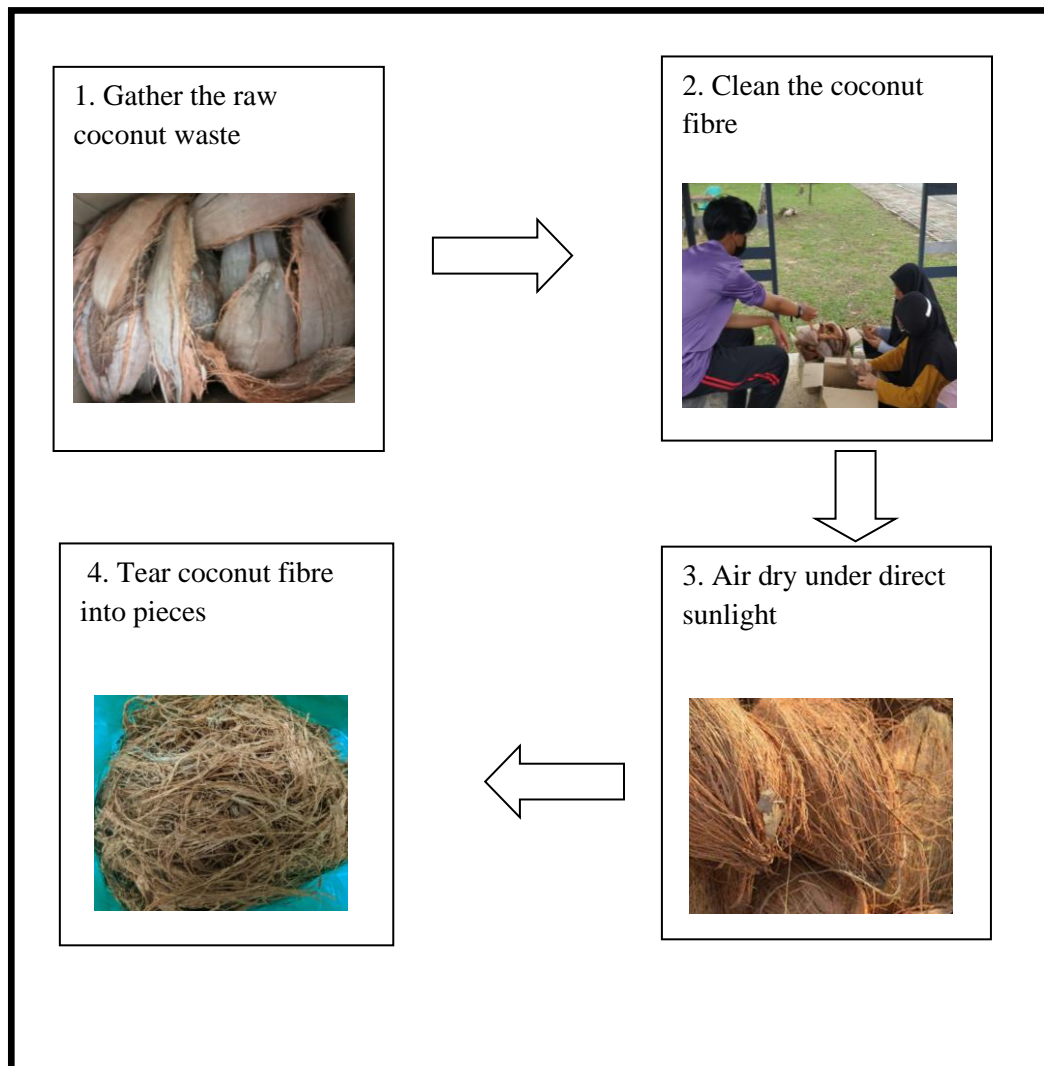 1. Gather the raw
coconut waste
2. Clean the coconut
fibre
3. Air dry under direct
sunlight
4. Tear coconut fibre
into pieces